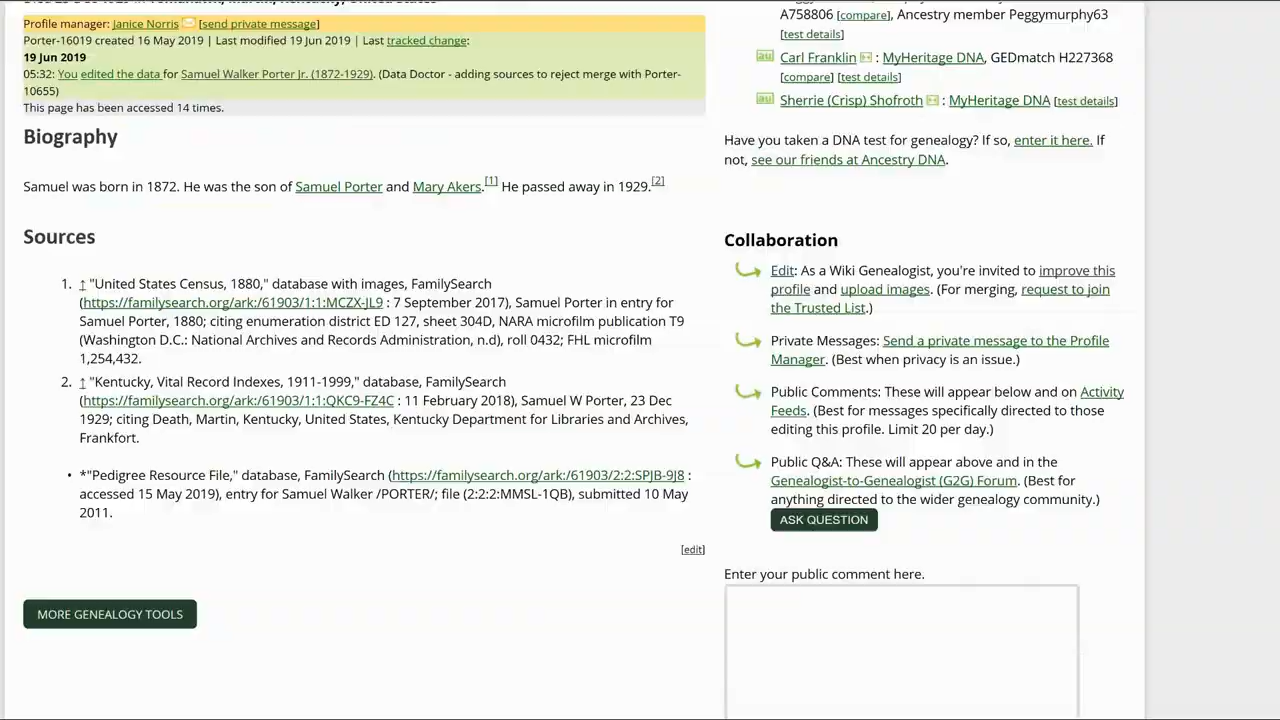 Profile manager: Janice Norris [send private message]
Porter-16019 created 16 May 2019 | Last modified 19 Jun 2019 | Last tracked change:
19 Jun 2019
05:32: You edited the data for Samuel Walker Porter Jr. (1872-1929). (Data Doctor - adding sources to reject merge with Porter-
10655)
This page has been accessed 14 times.
Biography
Samuel was born in 1872. He was the son of Samuel Porter and Mary Akers.[1] He passed away in 1929.[2]
Sources
1. ↑ "United States Census, 1880," database with images, FamilySearch
(https://familysearch.org/ark:/61903/1:1:MCZX-JL9 : 7 September 2017), Samuel Porter in entry for
Samuel Porter, 1880; citing enumeration district ED 127, sheet 304D, NARA microfilm publication T9
(Washington D.C.: National Archives and Records Administration, n.d), roll 0432; FHL microfilm
1,254,432.
2. ↑ "Kentucky, Vital Record Indexes, 1911-1999," database, FamilySearch
(https://familysearch.org/ark:/61903/1:1:QKC9-FZ4C : 11 February 2018), Samuel W Porter, 23 Dec
1929; citing Death, Martin, Kentucky, United States, Kentucky Department for Libraries and Archives,
Frankfort.
• *"Pedigree Resource File," database, FamilySearch (https://familysearch.org/ark:/61903/2:2:SPJB-9J8 :
accessed 15 May 2019), entry for Samuel Walker /PORTER/; file (2:2:2:MMSL-1QB), submitted 10 May
2011.
[edit]
MORE GENEALOGY TOOLS
A758806 [compare], Ancestry member Peggymurphy63
[test details]
au Carl Franklin : MyHeritage DNA, GEDmatch H227368
[compare] [test details]
au Sherrie (Crisp) Shofroth : MyHeritage DNA [test details]
Have you taken a DNA test for genealogy? If so, enter it here. If
not, see our friends at Ancestry DNA.
Collaboration
Edit: As a Wiki Genealogist, you're invited to improve this
profile and upload images. (For merging, request to join
the Trusted List.)
Private Messages: Send a private message to the Profile
Manager. (Best when privacy is an issue.)
Public Comments: These will appear below and on Activity
Feeds. (Best for messages specifically directed to those
editing this profile. Limit 20 per day.)
Public Q&A: These will appear above and in the
Genealogist-to-Genealogist (G2G) Forum. (Best for
anything directed to the wider genealogy community.)
ASK QUESTION
Enter your public comment here.